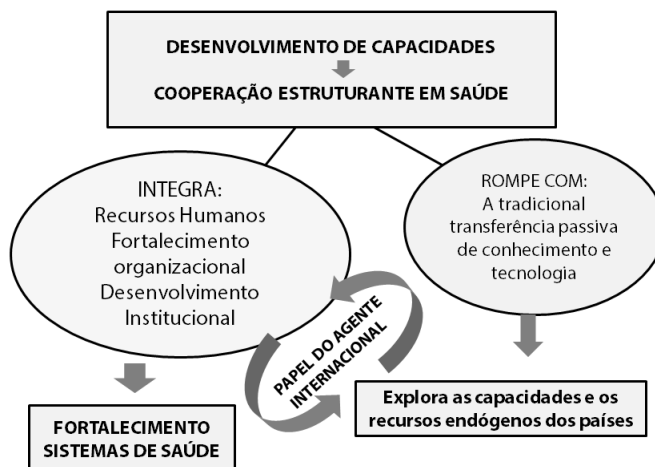 DESENVOLVIMENTO DE CAPACIDADES
COOPERAÇÃO ESTRUTURANTE EM SAÚDE
INTEGRA:
Recursos Humanos
Fortalecimento
organizacional
Desenvolvimento
Institucional
ROMPE COM:
A tradicional
transferência passiva
de conhecimento e
tecnologia
PAPEL DO AGENTE
INTERNACIONAL
FORTALECIMENTO
SISTEMAS DE SAÚDE
Explora as capacidades e os
recursos endógenos dos países